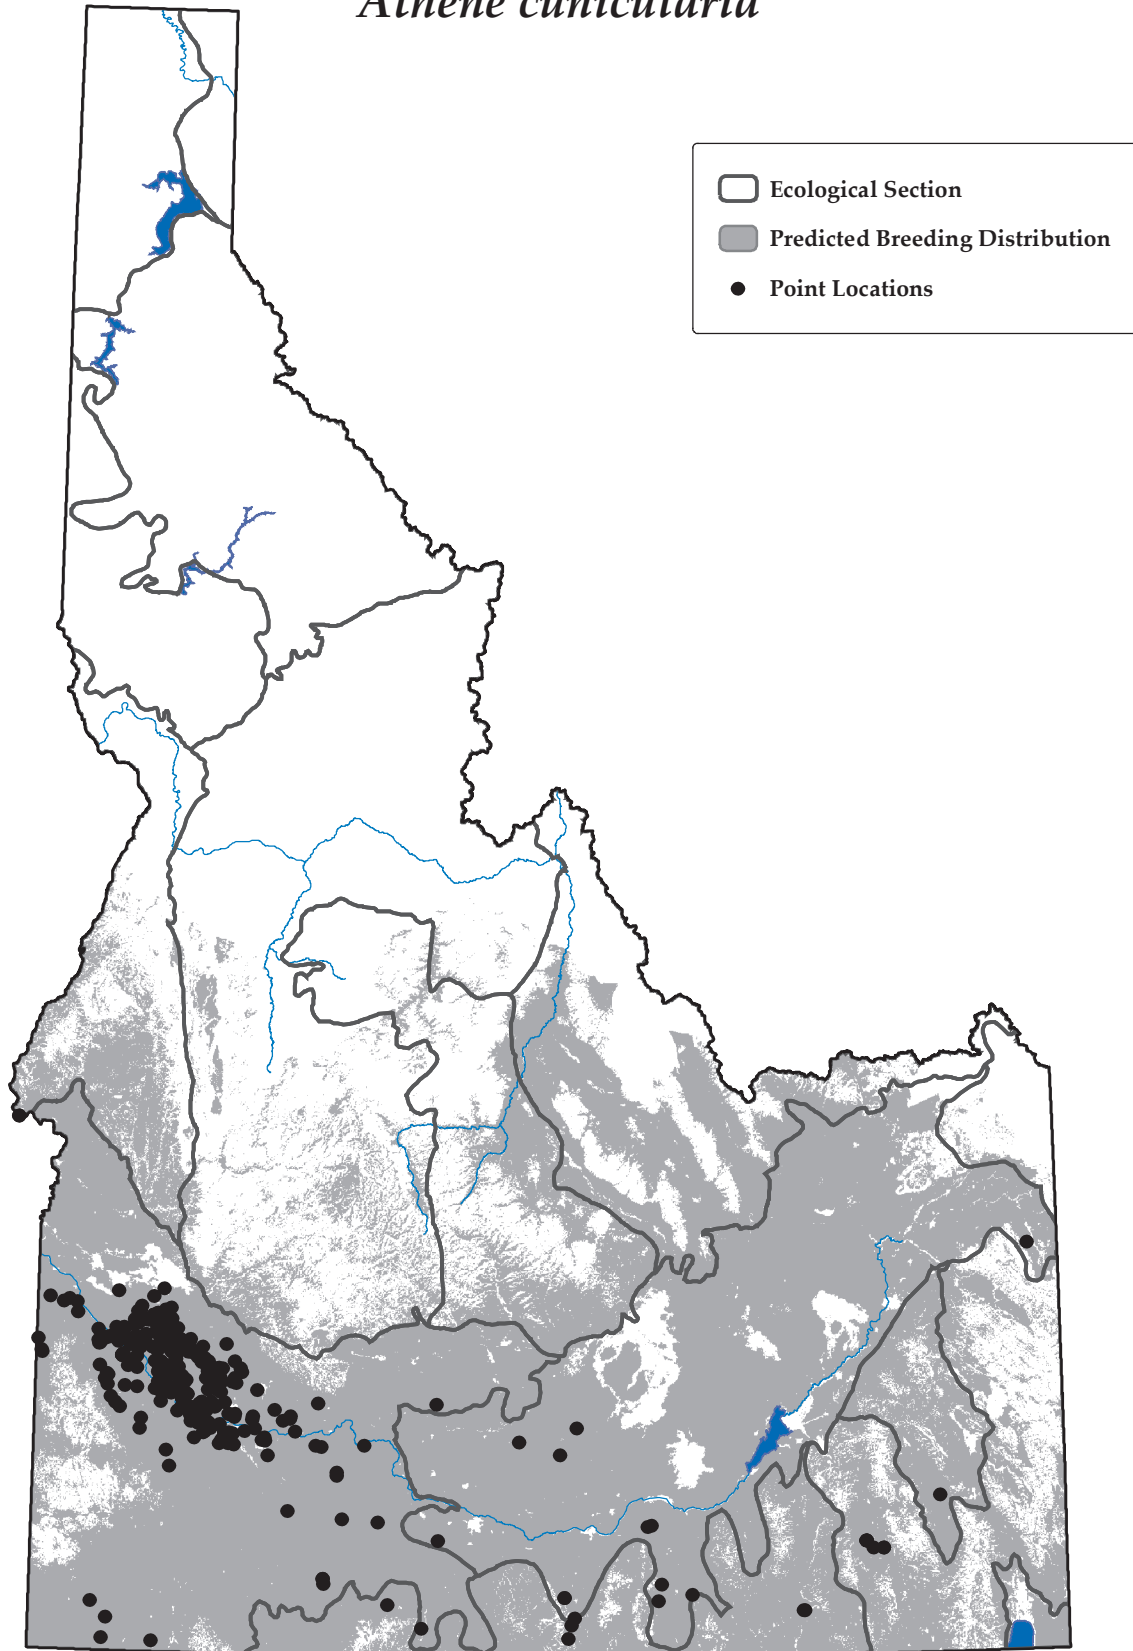 Athene cunicularia
Ecological Section
Predicted Breeding Distribution
Point Locations